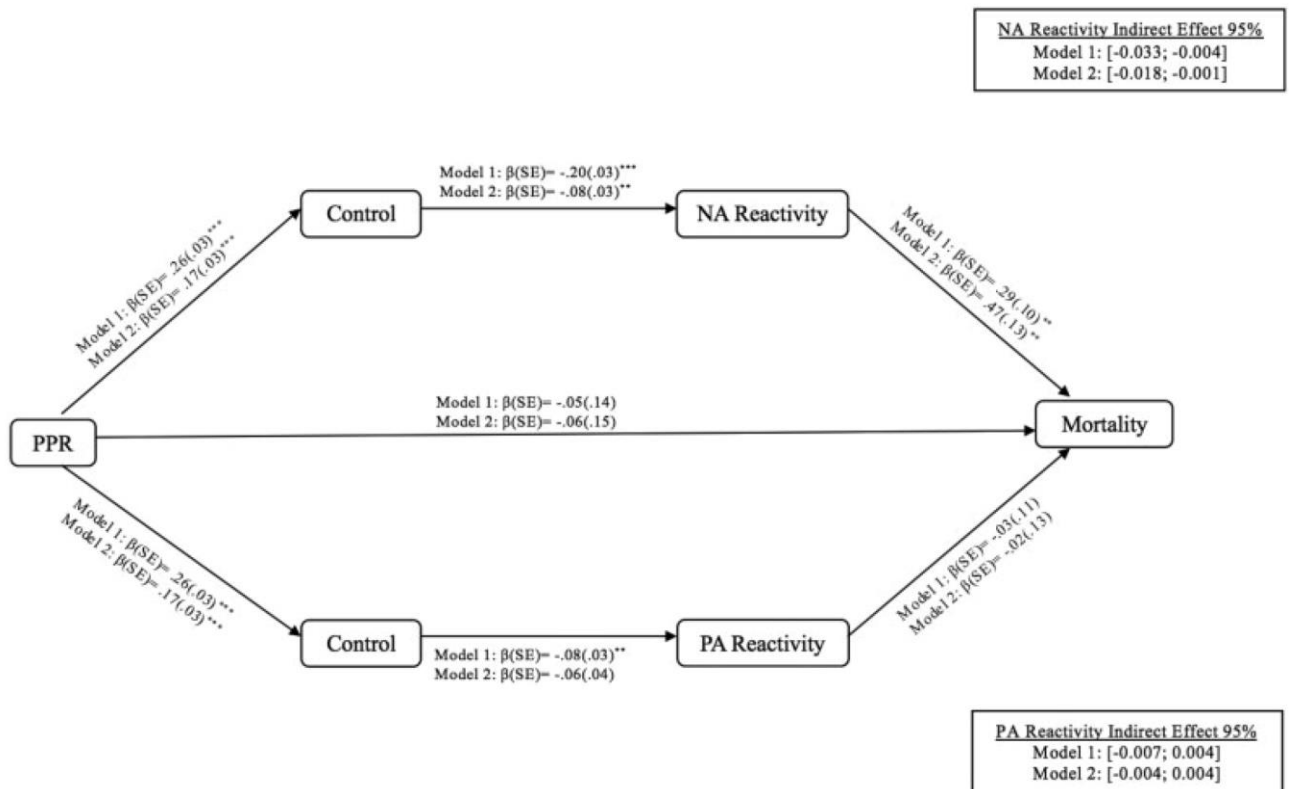 NA Reactivity Indirect Effect 95%
Model 1: [-0.033; -0.004]
Model 2: [-0.018; -0.001]
Model 1: β(SE)= -.20(.03)***
Model 2: β(SE)= -.08(.03)**
Control
NA Reactivity
Model 1: β(SE)= .26(.03)***
Model 2: β(SE)= .17(.03)***
Model 1: β(SE)= .29(.10)**
Model 2: β(SE)= .47(.13)**
Model 1: β(SE)= -.05(.14)
Model 2: β(SE)= -.06(.15)
PPR
Mortality
Model 1: β(SE)= .26(.03)***
Model 2: β(SE)= .17(.03)***
Model 1: β(SE)= -.03(.11)
Model 2: β(SE)= -.02(.13)
Control
PA Reactivity
Model 1: β(SE)= -.08(.03)**
Model 2: β(SE)= -.06(.04)
PA Reactivity Indirect Effect 95%
Model 1: [-0.007; 0.004]
Model 2: [-0.004; 0.004]